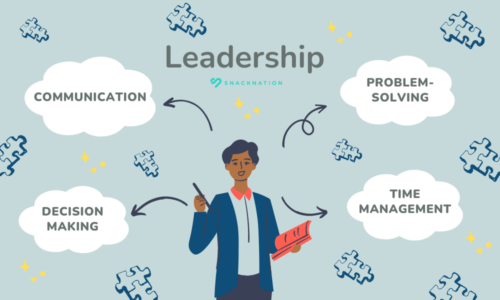 Leadership
SNACKNATION
COMMUNICATION
PROBLEM-
SOLVING
DECISION
MAKING
TIME
MANAGEMENT